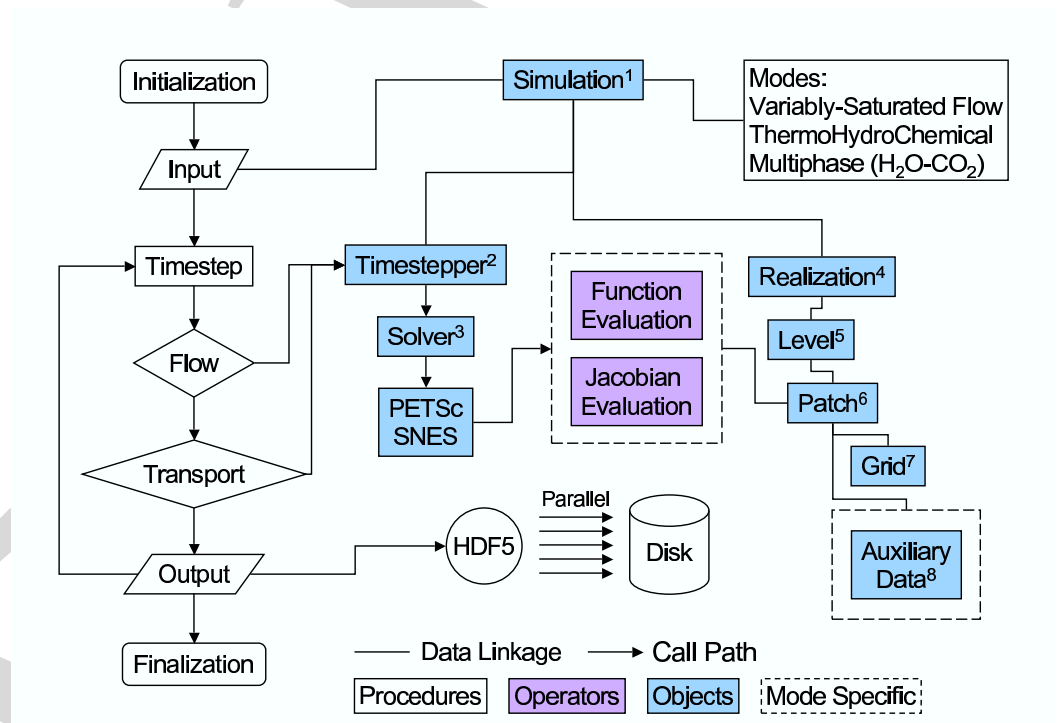 Initialization
Input
Timestep
Flow
Transport
Output
Finalization
Simulation¹
Modes:
Variably-Saturated Flow
ThermoHydroChemical
Multiphase (H₂O-CO₂)
Timestepper²
Solver³
PETSc
SNES
Function
Evaluation
Jacobian
Evaluation
Realization⁴
Level⁵
Patch⁶
Grid⁷
Auxiliary
Data⁸
HDF5
Parallel
Disk
Data Linkage
Call Path
Procedures
Operators
Objects
Mode Specific